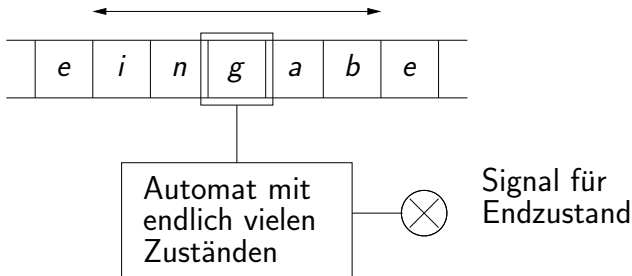 e i n g a b e
Automat mit
endlich vielen
Zuständen
Signal für
Endzustand